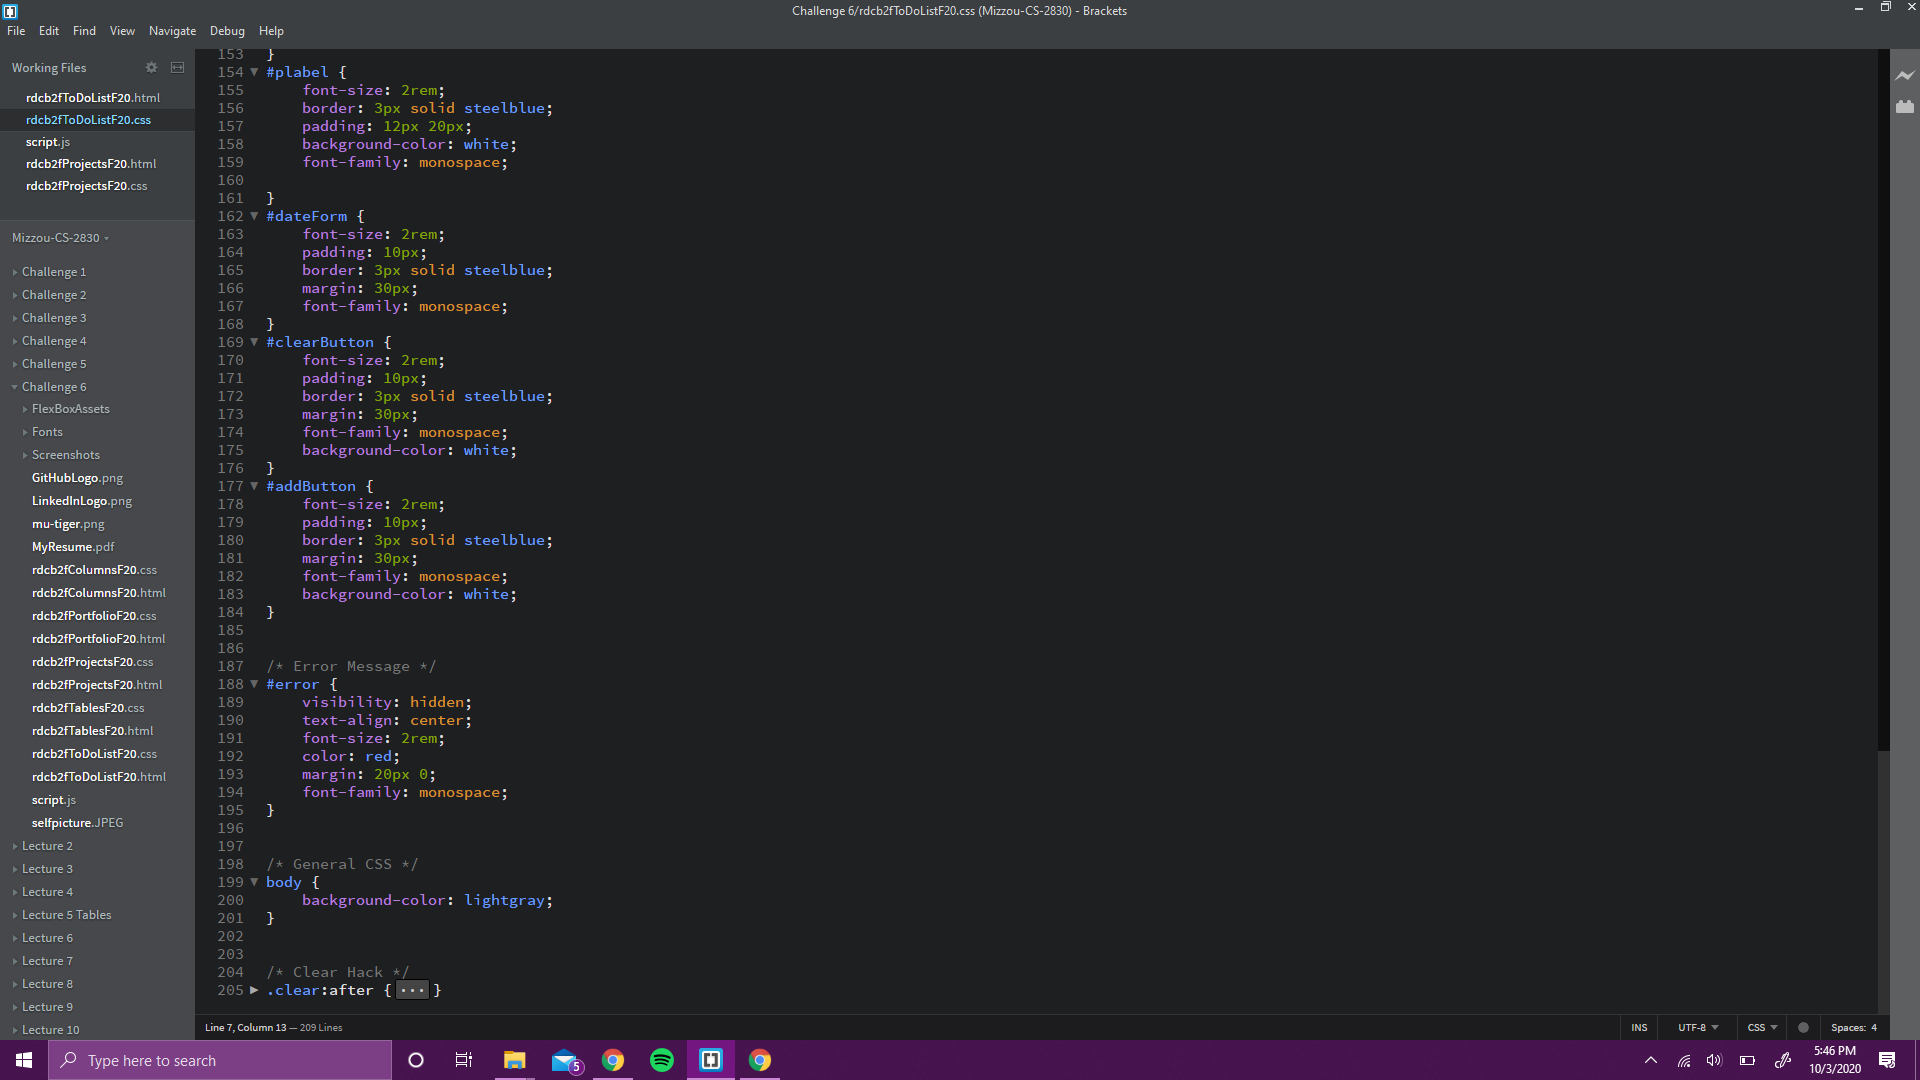 Challenge 6/rdcb2fToDoListF20.css (Mizzou-CS-2830) - Brackets
File Edit Find View Navigate Debug Help
Working Files
rdcb2fToDoListF20.html
rdcb2fToDoListF20.css
script.js
rdcb2fProjectsF20.html
rdcb2fProjectsF20.css
Mizzou-CS-2830
Challenge 1
Challenge 2
Challenge 3
Challenge 4
Challenge 5
Challenge 6
FlexBoxAssets
Fonts
Screenshots
GitHubLogo.png
LinkedInLogo.png
mu-tiger.png
MyResume.pdf
rdcb2fColumnsF20.css
rdcb2fColumnsF20.html
rdcb2fPortfolioF20.css
rdcb2fPortfolioF20.html
rdcb2fProjectsF20.css
rdcb2fProjectsF20.html
rdcb2fTablesF20.css
rdcb2fTablesF20.html
rdcb2fToDoListF20.css
rdcb2fToDoListF20.html
script.js
selfpicture.JPEG
Lecture 2
Lecture 3
Lecture 4
Lecture 5 Tables
Lecture 6
Lecture 7
Lecture 8
Lecture 9
Lecture 10
153 }
154 #plabel {
155 font-size: 2rem;
156 border: 3px solid steelblue;
157 padding: 12px 20px;
158 background-color: white;
159 font-family: monospace;
160
161 }
162 #dateForm {
163 font-size: 2rem;
164 padding: 10px;
165 border: 3px solid steelblue;
166 margin: 30px;
167 font-family: monospace;
168 }
169 #clearButton {
170 font-size: 2rem;
171 padding: 10px;
172 border: 3px solid steelblue;
173 margin: 30px;
174 font-family: monospace;
175 background-color: white;
176 }
177 #addButton {
178 font-size: 2rem;
179 padding: 10px;
180 border: 3px solid steelblue;
181 margin: 30px;
182 font-family: monospace;
183 background-color: white;
184 }
185
186
187 /* Error Message */
188 #error {
189 visibility: hidden;
190 text-align: center;
191 font-size: 2rem;
192 color: red;
193 margin: 20px 0;
194 font-family: monospace;
195 }
196
197
198 /* General CSS */
199 body {
200 background-color: lightgray;
201 }
202
203
204 /* Clear Hack */
205 .clear:after {...}
Line 7, Column 13 — 209 Lines
INS UTF-8 CSS Spaces: 4
Type here to search
5
5:46 PM
10/3/2020